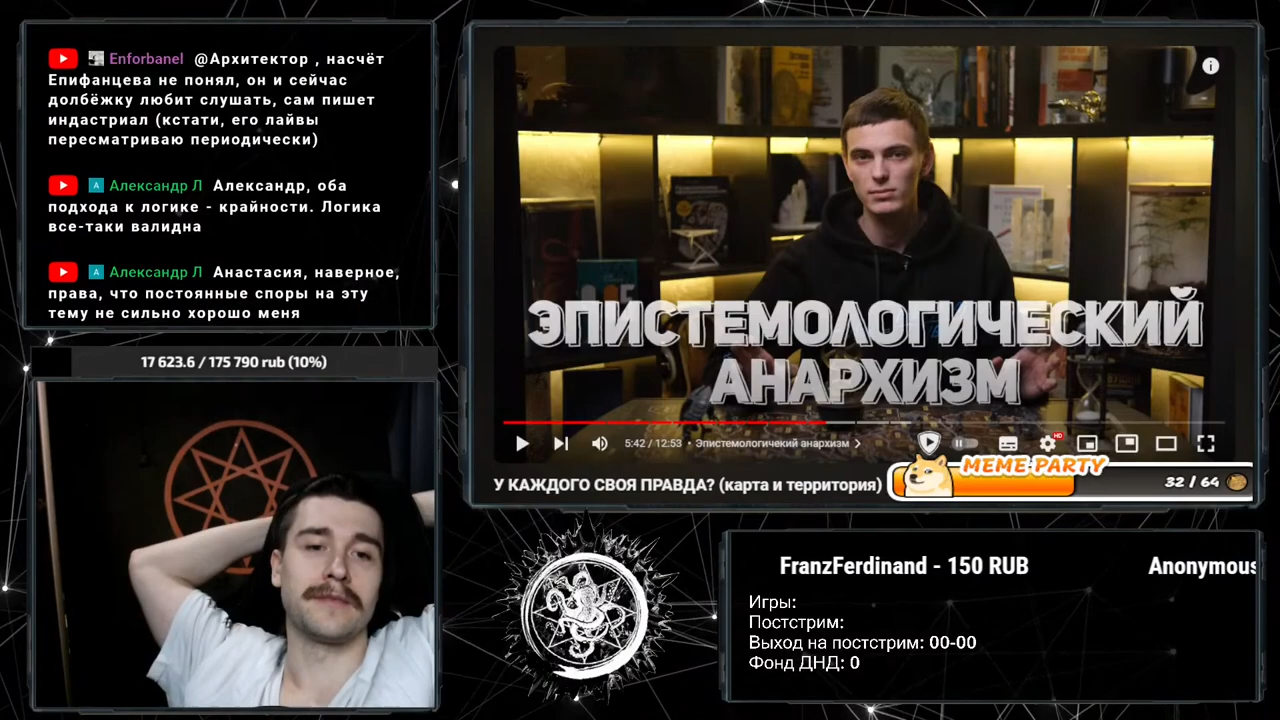 Enforbanel @Архитектор , насчёт
Епифанцева не понял, он и сейчас
долбёжку любит слушать, сам пишет
индастриал (кстати, его лайвы
пересматриваю периодически)
А Александр Л Александр, оба
подхода к логике - крайности. Логика
все-таки валидна
А Александр Л Анастасия, наверное,
права, что постоянные споры на эту
тему не сильно хорошо меня
17 623.6 / 175 790 rub (10%)
ЭПИСТЕМОЛОГИЧЕСКИЙ
АНАРХИЗМ
5:42 / 12:53 • Эпистемологичекий анархизм
HD
У КАЖДОГО СВОЯ ПРАВДА? (карта и территория)
MEME PARTY
32 / 64
FranzFerdinand - 150 RUB
Anonymous
Игры:
Постстрим:
Выход на постстрим: 00-00
Фонд ДНД: 0